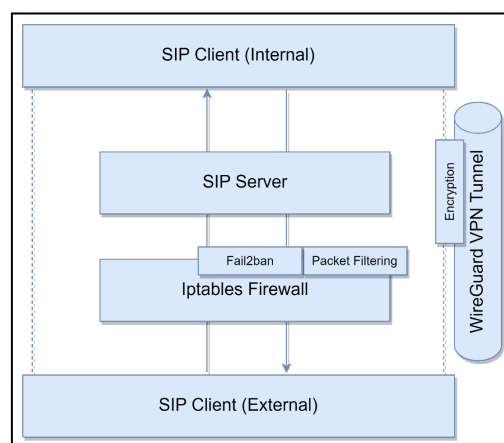 SIP Client (Internal)
SIP Server
Encryption
WireGuard VPN Tunnel
Fail2ban
Packet Filtering
Iptables Firewall
SIP Client (External)